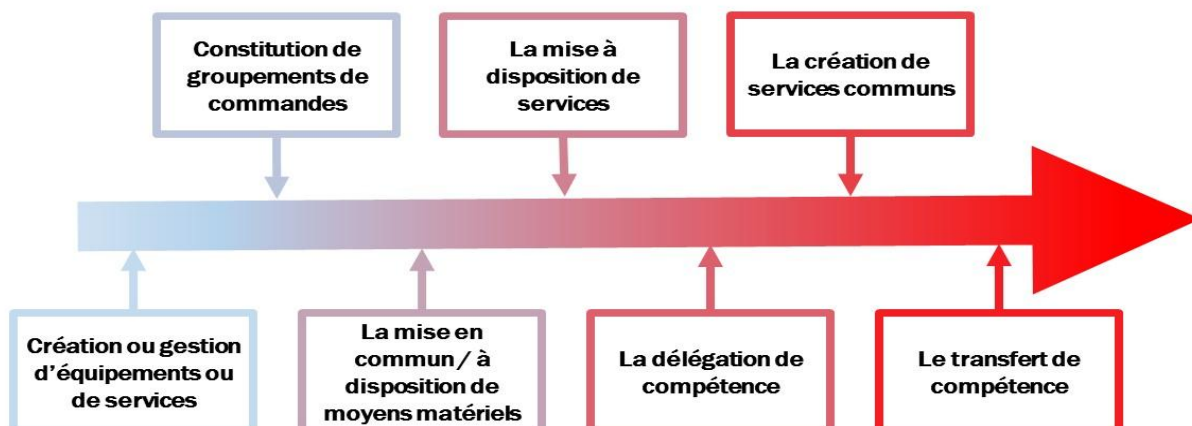 Constitution de
groupements de
commandes
La mise à
disposition de
services
La création de
services communs
Création ou gestion
d’équipements ou
de services
La mise en
commun / à
disposition de
moyens matériels
La délégation de
compétence
Le transfert de
compétence